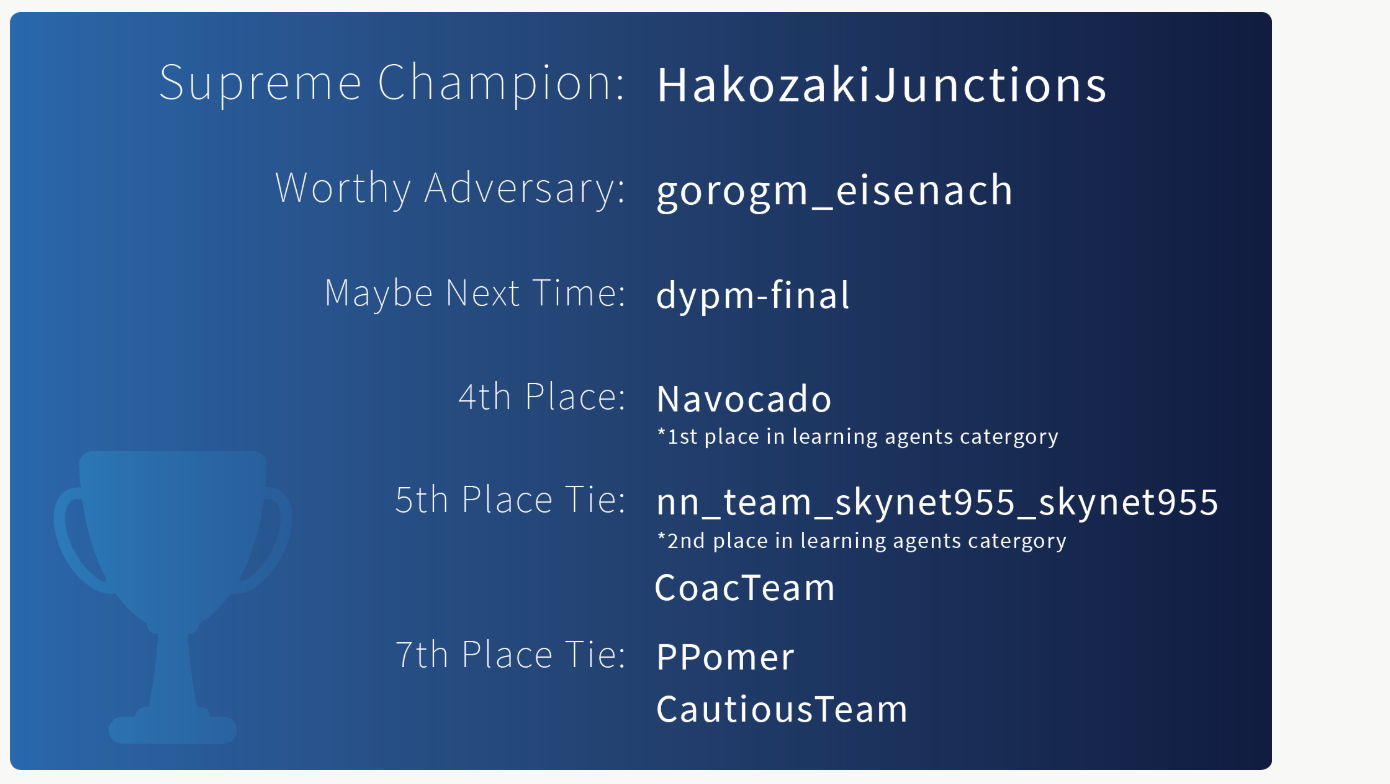 Supreme Champion: HakozakiJunctions
Worthy Adversary: gorogm_eisenach
Maybe Next Time: dypm-final
4th Place: Navocado
*1st place in learning agents catergory
5th Place Tie: nn_team_skynet955_skynet955
*2nd place in learning agents catergory
CoacTeam
7th Place Tie: PPomer
CautiousTeam